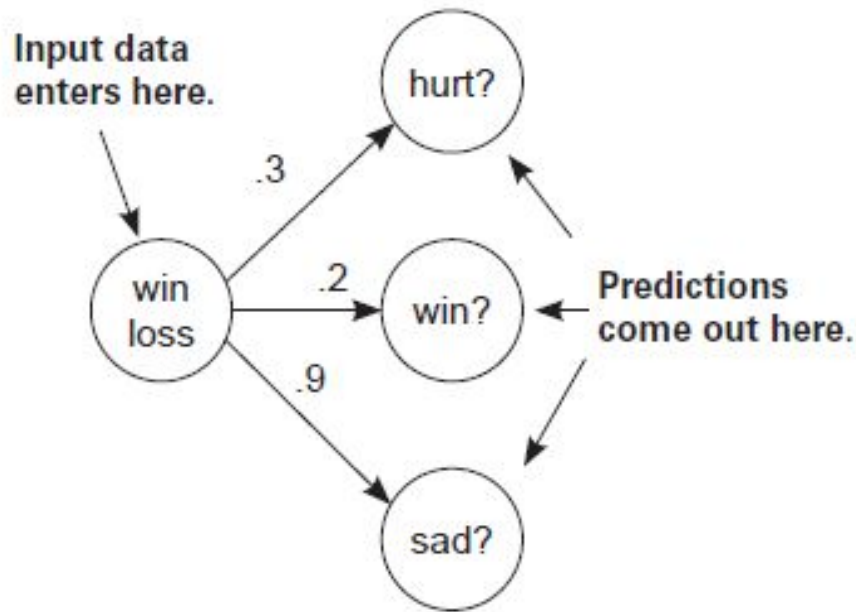 Input data
enters here.
hurt?
.3
win
loss
.2
win?
Predictions
come out here.
.9
sad?